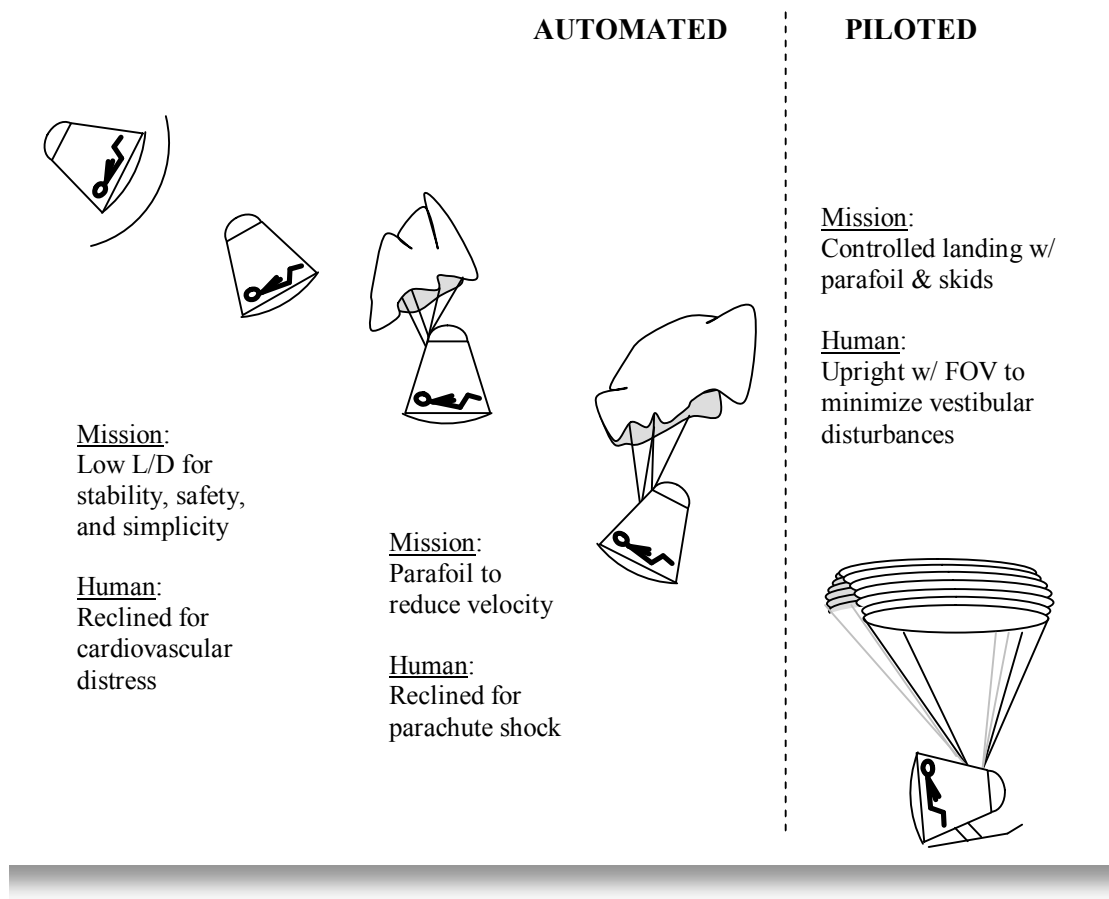 AUTOMATED
PILOTED
Mission:
Low L/D for
stability, safety,
and simplicity
Human:
Reclined for
cardiovascular
distress
Mission:
Parafoil to
reduce velocity
Human:
Reclined for
parachute shock
Mission:
Controlled landing w/
parafoil & skids
Human:
Upright w/ FOV to
minimize vestibular
disturbances